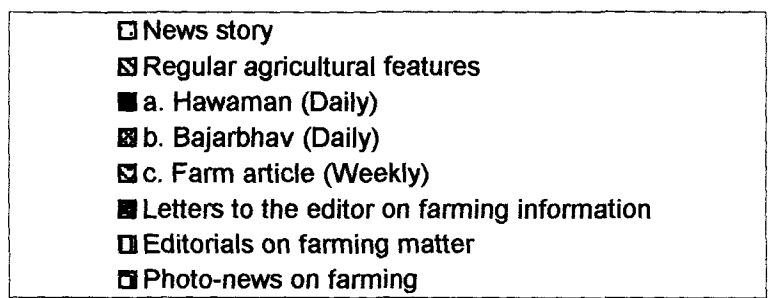 News story
Regular agricultural features
a. Hawaman (Daily)
b. Bajarbhav (Daily)
c. Farm article (Weekly)
Letters to the editor on farming information
Editorials on farming matter
Photo-news on farming